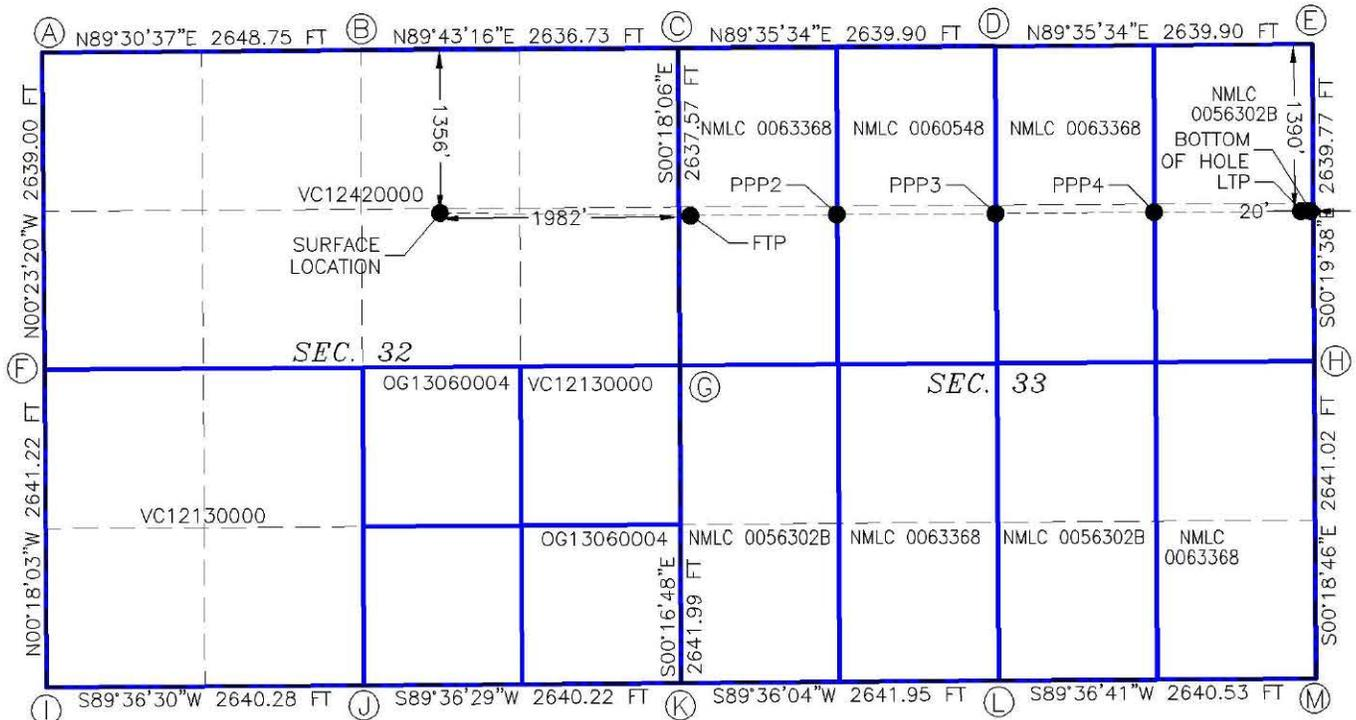 A
B
C
D
E
N89°30'37"E 2648.75 FT
N89°43'16"E 2636.73 FT
N89°35'34"E 2639.90 FT
N89°35'34"E 2639.90 FT
N00°23'20"W 2639.00 FT
1356'
S00°18'06"E
2637.57 FT
NMLC 0063368
NMLC 0060548
NMLC 0063368
NMLC
0056302B
1390'
BOTTOM
OF HOLE
LTP
S00°19'38"E 2639.77 FT
VC12420000
PPP2
PPP3
PPP4
1982'
20'
SURFACE
LOCATION
FTP
SEC. 32
F
OG13060004
VC12130000
G
SEC. 33
H
N00°18'03"W 2641.22 FT
VC12130000
OG13060004
S00°16'48"E
2641.99 FT
NMLC 0056302B
NMLC 0063368
NMLC 0056302B
NMLC
0063368
S00°18'46"E 2641.02 FT
I
S89°36'30"W 2640.28 FT
J
S89°36'29"W 2640.22 FT
K
S89°36'04"W 2641.95 FT
L
S89°36'41"W 2640.53 FT
M